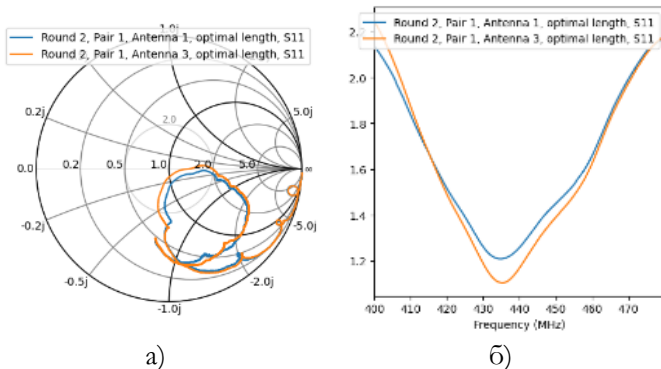 1.0j
Round 2, Pair 1, Antenna 1, optimal length, S11
Round 2, Pair 1, Antenna 3, optimal length, S11
0.2j
5.0j
2.0
0.0
0.2
0.5
1.0
2.0
5.0
∞
-0.2j
-5.0j
-0.5j
-2.0j
-1.0j
а)
2.2
Round 2, Pair 1, Antenna 1, optimal length, S11
Round 2, Pair 1, Antenna 3, optimal length, S11
2.0
1.8
1.6
1.4
1.2
400 410 420 430 440 450 460 470
Frequency (MHz)
б)